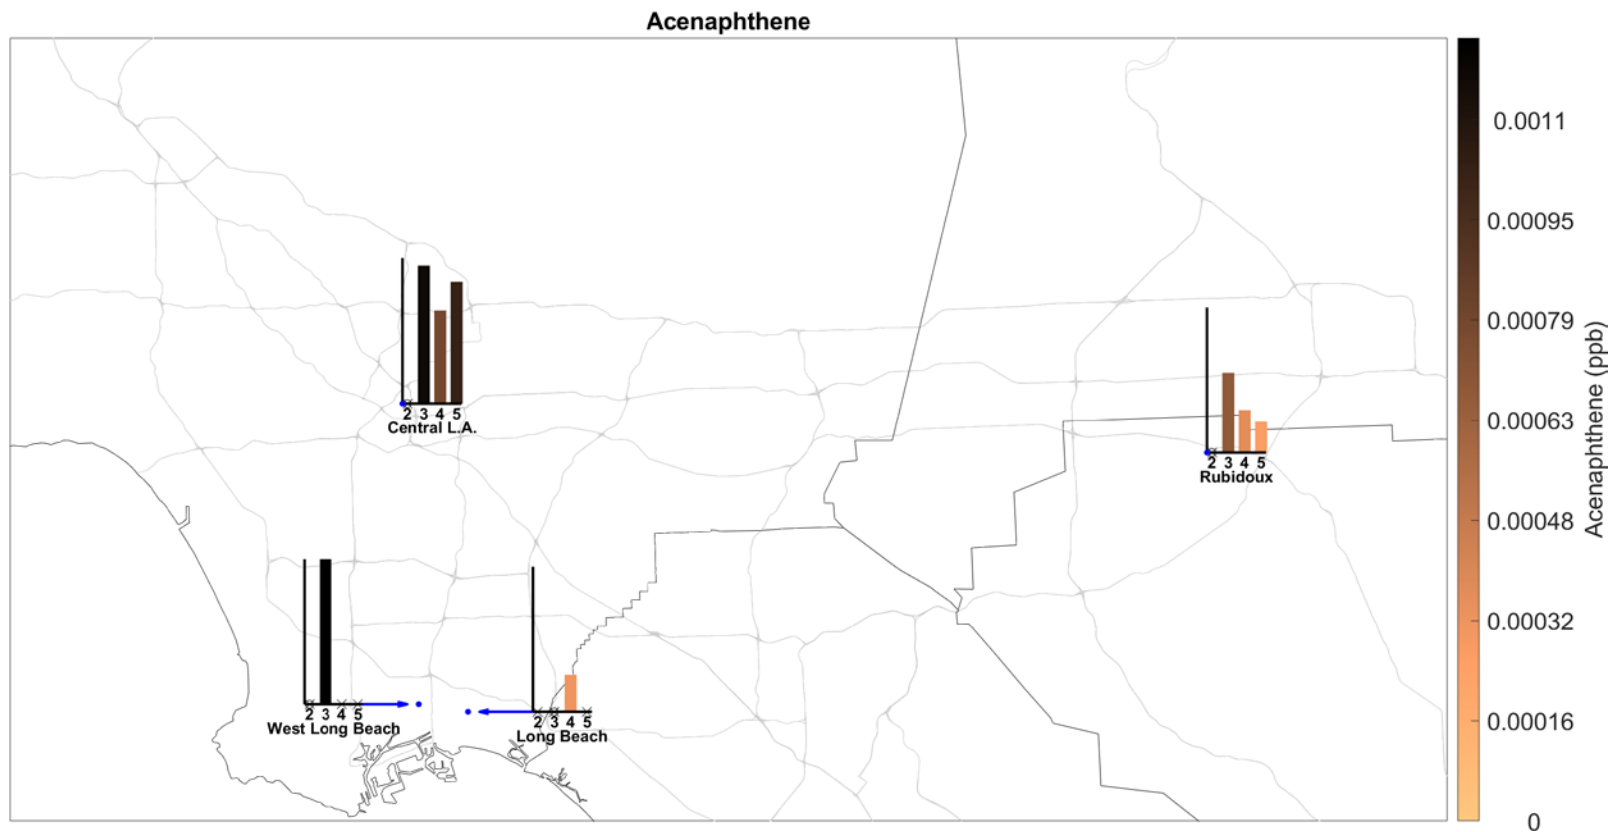 Acenaphthene
0.0011
0.00095
0.00079
0.00063
0.00048
0.00032
0.00016
0
Acenaphthene (ppb)
2 3 4 5
Central L.A.
2 3 4 5
Rubidoux
2 3 4 5
West Long Beach
2 3 4 5
Long Beach